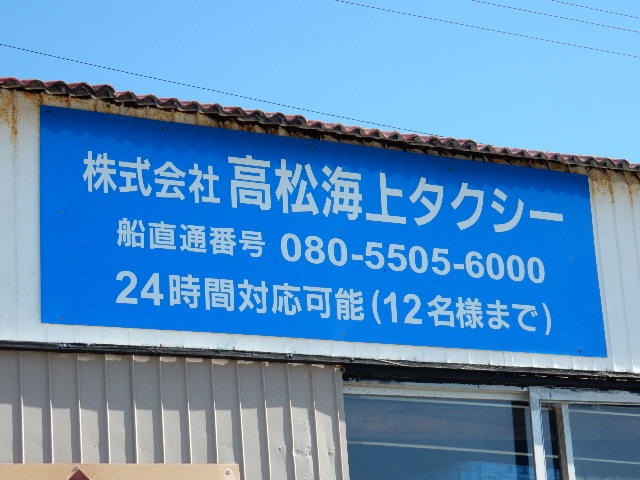 株式会社 高松海上タクシー
船直通番号 080-5505-6000
24時間対応可能(12名様まで)